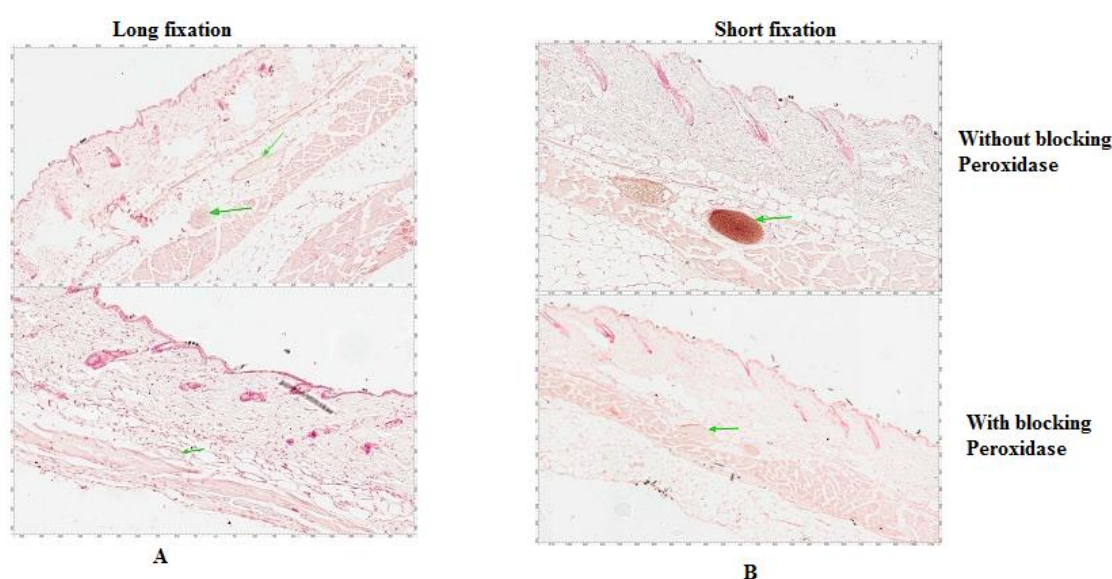 Long fixation
Short fixation
Without blocking
Peroxidase
With blocking
Peroxidase
A
B